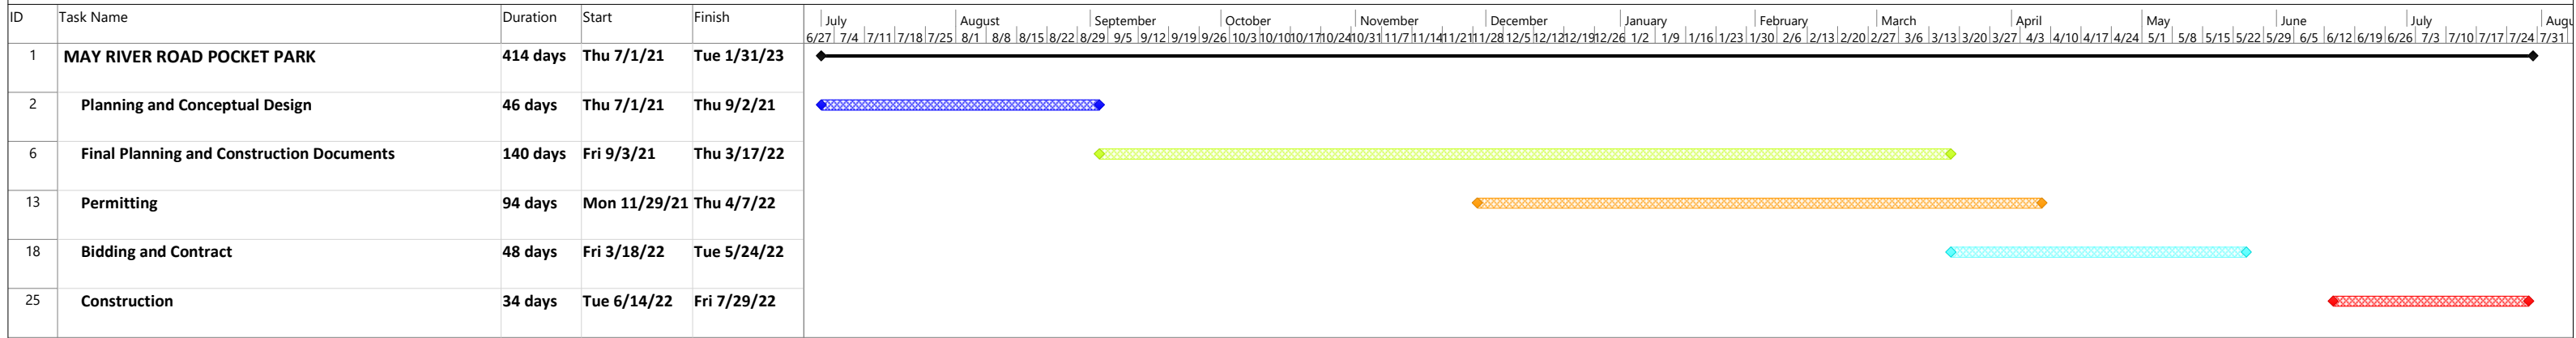 ID Task Name Duration Start Finish July August September October November December January February March April May June July Augu
6/27 7/4 7/11 7/18 7/25 8/1 8/8 8/15 8/22 8/29 9/5 9/12 9/19 9/26 10/3 10/10 10/17 10/24 10/31 11/7 11/14 11/21 11/28 12/5 12/12 12/19 12/26 1/2 1/9 1/16 1/23 1/30 2/6 2/13 2/20 2/27 3/6 3/13 3/20 3/27 4/3 4/10 4/17 4/24 5/1 5/8 5/15 5/22 5/29 6/5 6/12 6/19 6/26 7/3 7/10 7/17 7/24 7/31
1 MAY RIVER ROAD POCKET PARK 414 days Thu 7/1/21 Tue 1/31/23
2 Planning and Conceptual Design 46 days Thu 7/1/21 Thu 9/2/21
6 Final Planning and Construction Documents 140 days Fri 9/3/21 Thu 3/17/22
13 Permitting 94 days Mon 11/29/21 Thu 4/7/22
18 Bidding and Contract 48 days Fri 3/18/22 Tue 5/24/22
25 Construction 34 days Tue 6/14/22 Fri 7/29/22